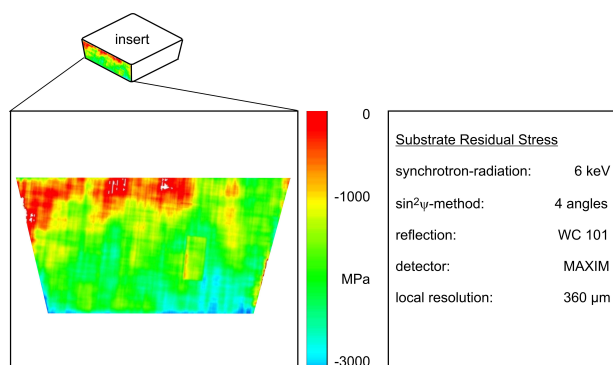 insert
0
-1000
MPa
-3000
Substrate Residual Stress
synchrotron-radiation: 6 keV
sin²ψ-method: 4 angles
reflection: WC 101
detector: MAXIM
local resolution: 360 µm